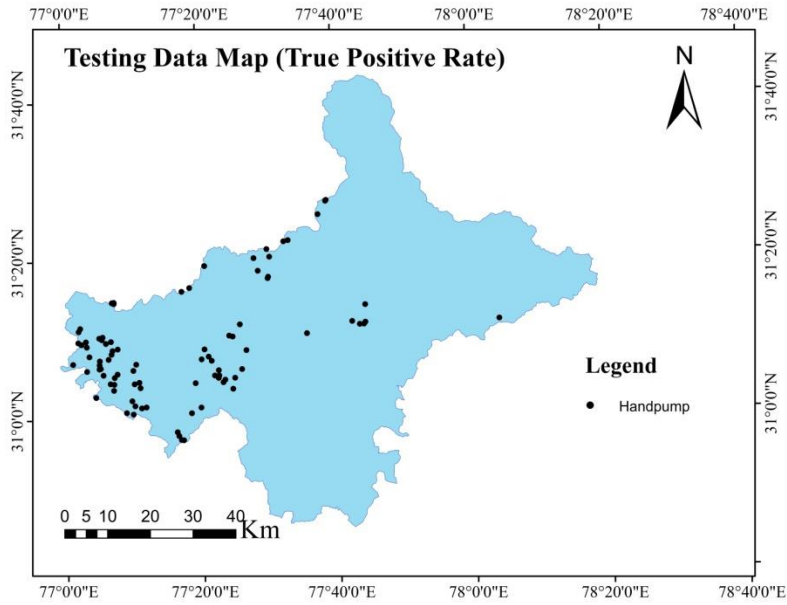 77°0'0"E 77°20'0"E 77°40'0"E 78°0'0"E 78°20'0"E 78°40'0"E
Testing Data Map (True Positive Rate)
N
31°40'0"N 31°40'0"N
31°20'0"N 31°20'0"N
Legend
Handpump
31°0'0"N 31°0'0"N
0 5 10 20 30 40
Km
77°0'0"E 77°20'0"E 77°40'0"E 78°0'0"E 78°20'0"E